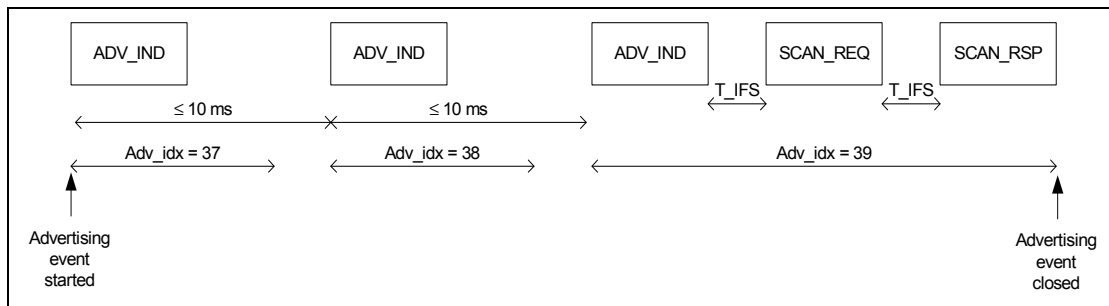 ADV_IND
ADV_IND
ADV_IND
SCAN_REQ
SCAN_RSP
T_IFS
T_IFS
≤ 10 ms
≤ 10 ms
Adv_idx = 37
Adv_idx = 38
Adv_idx = 39
Advertising
event
started
Advertising
event
closed